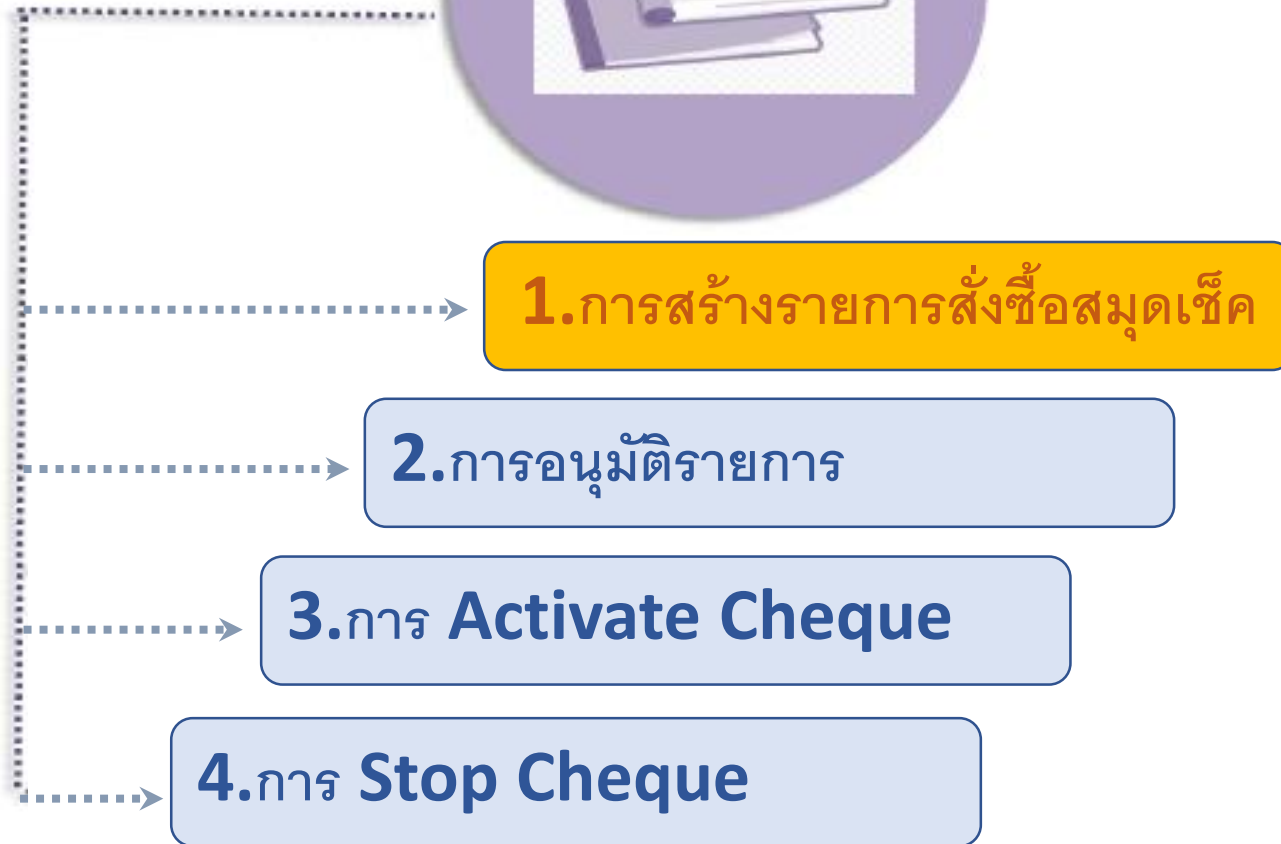 1.การสร้างรายการสั่งซื้อสมุดเช็ค
2.การอนุมัติรายการ
3.การ Activate Cheque
4.การ Stop Cheque